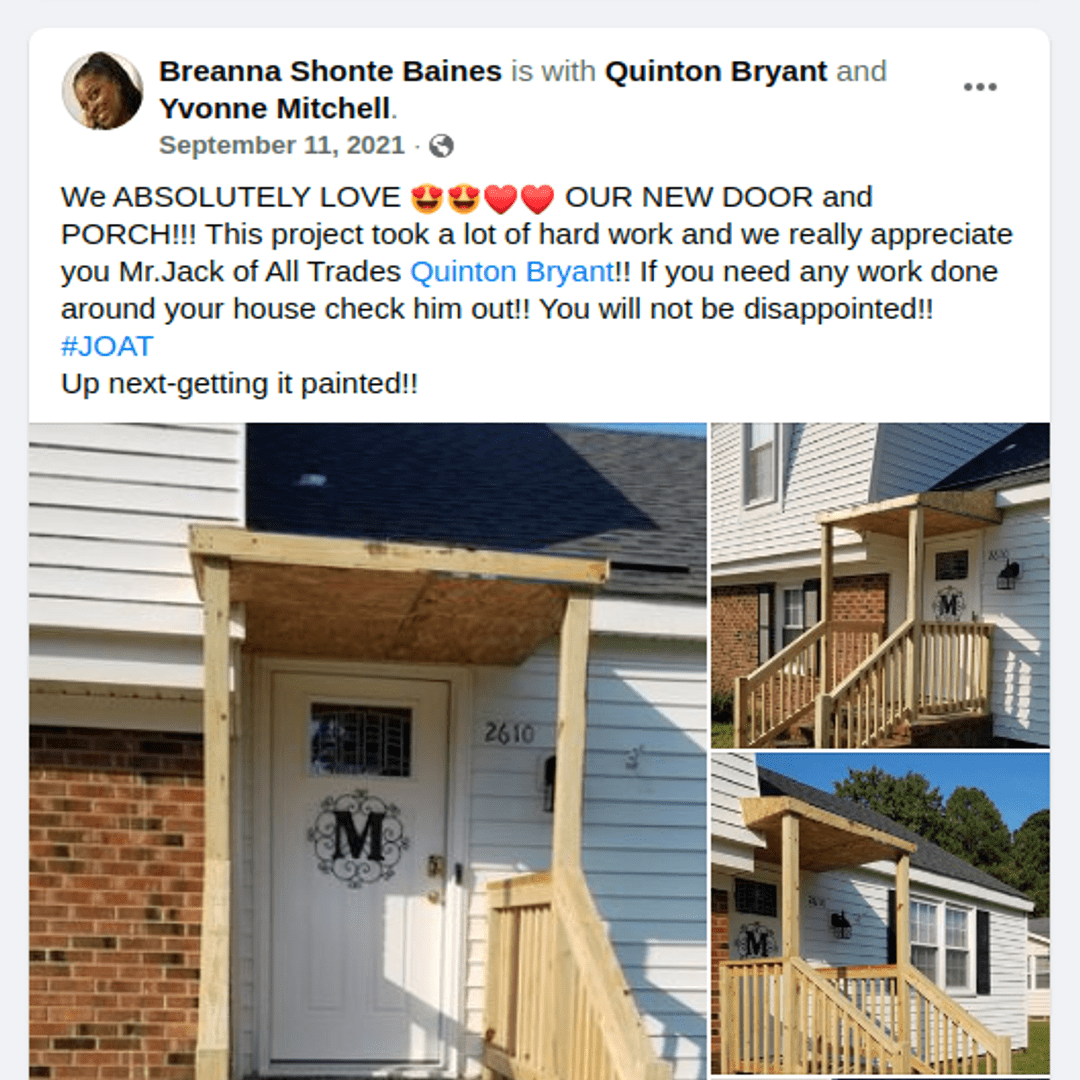 Breanna Shonte Baines is with Quinton Bryant and
Yvonne Mitchell.
September 11, 2021 ·
We ABSOLUTELY LOVE 😍😍❤️❤️ OUR NEW DOOR and
PORCH!!! This project took a lot of hard work and we really appreciate
you Mr.Jack of All Trades Quinton Bryant!! If you need any work done
around your house check him out!! You will not be disappointed!!
#JOAT
Up next-getting it painted!!
2610
M
2610
M
M